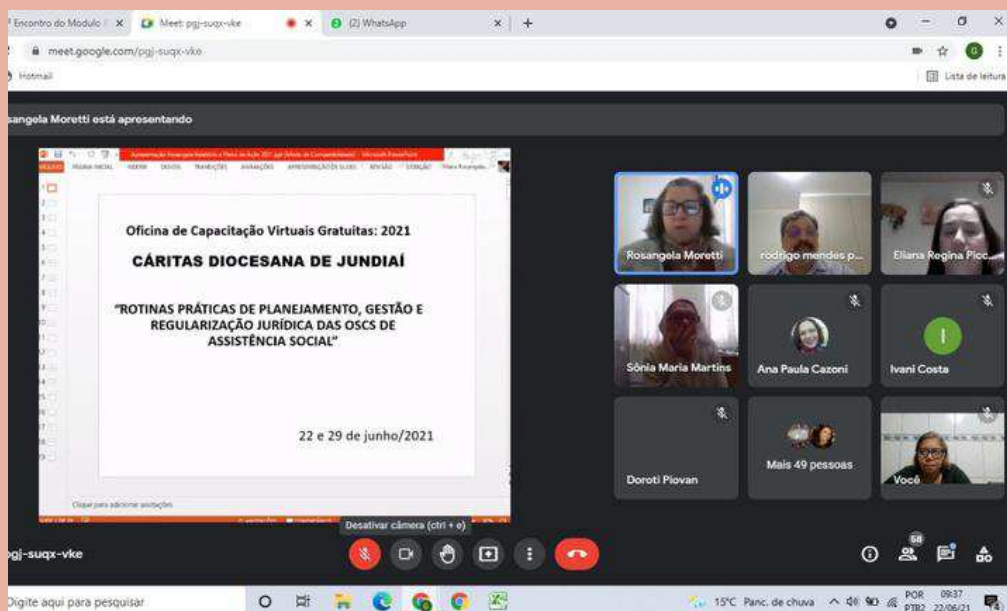 Encontro do Modulo
Meet: pgj-suqx-vke
(2) WhatsApp
meet.google.com/pgj-suqx-vke
Hotmail
Lista de leitura
sangela Moretti está apresentando
Oficina de Capacitação Virtuais Gratuitas: 2021
CÁRITAS DIOCESANA DE JUNDIAÍ
"ROTINAS PRÁTICAS DE PLANEJAMENTO, GESTÃO E
REGULARIZAÇÃO JURÍDICA DAS OSCS DE
ASSISTÊNCIA SOCIAL"
22 e 29 de junho/2021
Clique para adicionar anotações
Rosangela Moretti
rodrigo mendes p...
Eliana Regina Picc...
Sônia Maria Martins
Ana Paula Cazoni
I
Ivani Costa
Doroti Piovan
Mais 49 pessoas
Você
Desativar câmera (ctrl + e)
pgj-suqx-vke
58
Digite aqui para pesquisar
15°C Panc. de chuva
POR
PTB2
09:37
22/06/21